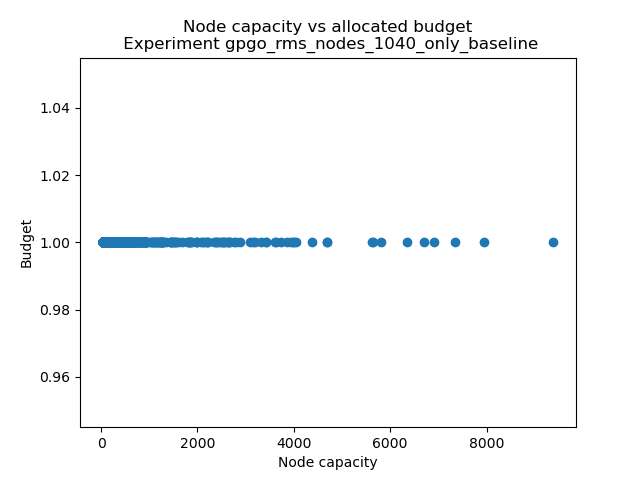 Node capacity vs allocated budget
Experiment gpgo_rms_nodes_1040_only_baseline
1.04
1.02
1.00
0.98
0.96
Budget
0
2000
4000
6000
8000
Node capacity